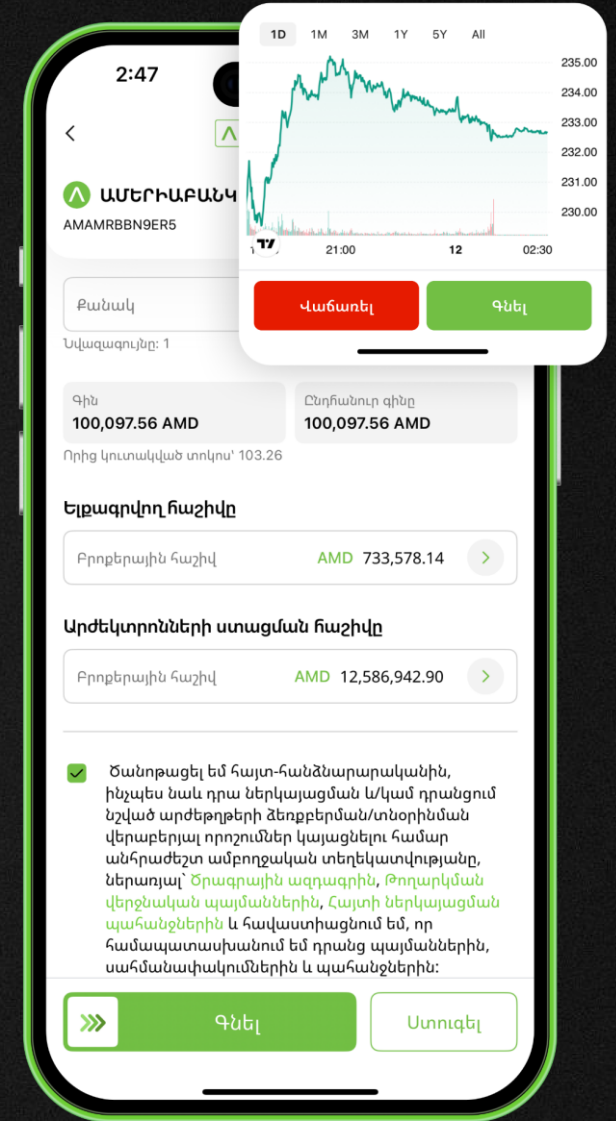 2:47
ԱՄԵՐԻԱԲԱՆԿ
AMAMRBBN9ER5
Քանակ
Նվազագույնը: 1
Գին
100,097.56 AMD
Ընդհանուր գինը
100,097.56 AMD
Որից կուտակված տոկոս' 103.26
Ելքագրվող հաշիվը
Բրոքերային հաշիվ AMD 733,578.14
Արժեկտրոնների ստացման հաշիվը
Բրոքերային հաշիվ AMD 12,586,942.90
Ծանոթացել եմ հայտ-հանձնարարականին,
ինչպես նաև դրա ներկայացման և/կամ դրանցում
նշված արժեթղթերի ձեռքբերման/տնօրինման
վերաբերյալ որոշումներ կայացնելու համար
անհրաժեշտ ամբողջական տեղեկատվությանը,
ներառյալ՝ Ծրագրային ազդագրին, Թողարկման
վերջնական պայմաններին, Հայտի ներկայացման
պահանջներին և հավաստիացնում եմ, որ
համապատասխանում եմ դրանց պայմաններին,
սահմանափակումներին և պահանջներին:
Գնել
Ստուգել
1D 1M 3M 1Y 5Y All
235.00
234.00
233.00
232.00
231.00
230.00
21:00 12 02:30
Վաճառել
Գնել